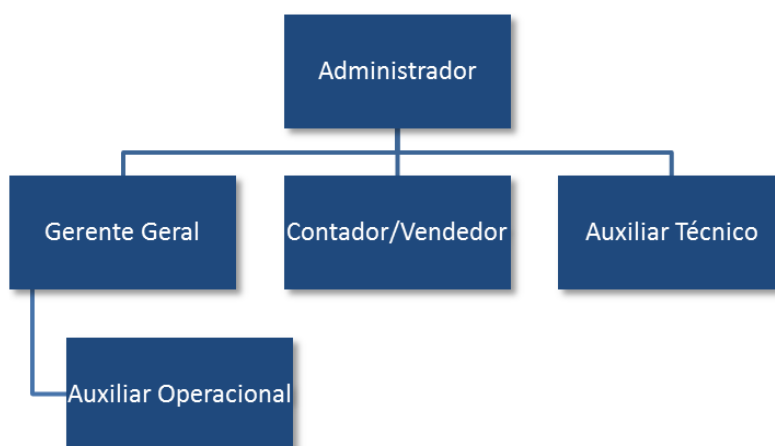 Administrador
Gerente Geral
Contador/Vendedor
Auxiliar Técnico
Auxiliar Operacional